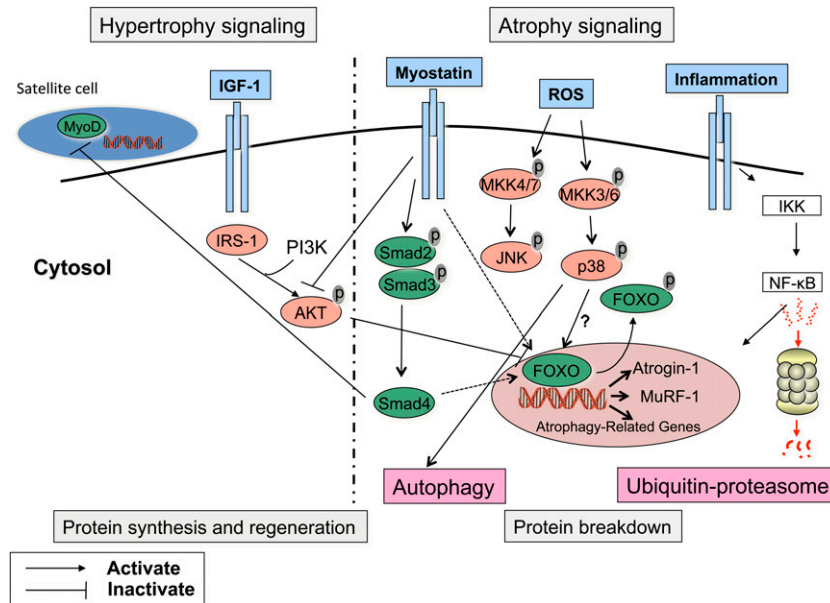 Hypertrophy signaling
Atrophy signaling
Satellite cell
MyoD
IGF-1
Myostatin
ROS
Inflammation
IRS-1
PI3K
AKT
p
Cytosol
Smad2
p
Smad3
p
Smad4
MKK4/7
p
JNK
p
MKK3/6
p
p38
p
FOXO
p
?
IKK
NF-κB
FOXO
Atrogin-1
MuRF-1
Atrophagy-Related Genes
Autophagy
Ubiquitin-proteasome
Protein synthesis and regeneration
Protein breakdown
Activate
Inactivate